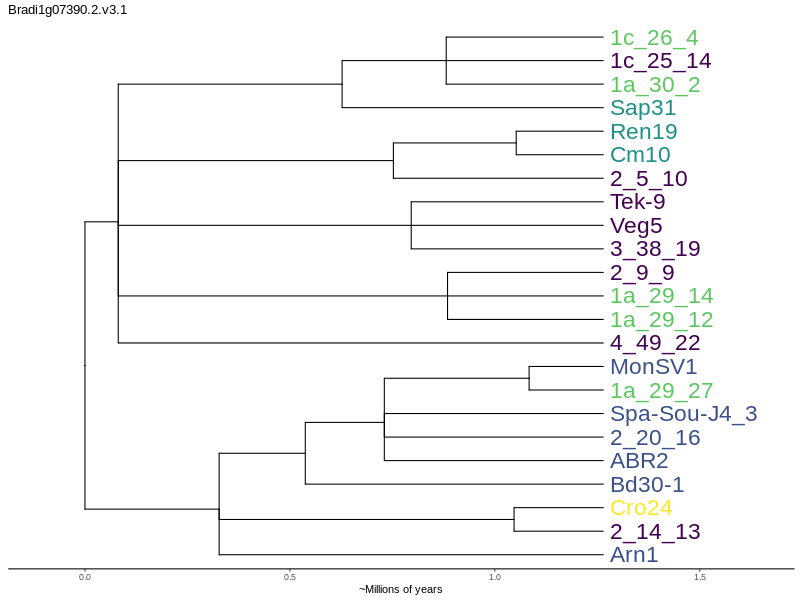 Bradi1g07390.2.v3.1
1c_26_4
1c_25_14
1a_30_2
Sap31
Ren19
Cm10
2_5_10
Tek-9
Veg5
3_38_19
2_9_9
1a_29_14
1a_29_12
4_49_22
MonSV1
1a_29_27
Spa-Sou-J4_3
2_20_16
ABR2
Bd30-1
Cro24
2_14_13
Arn1
0.0 0.5 1.0 1.5
~Millions of years